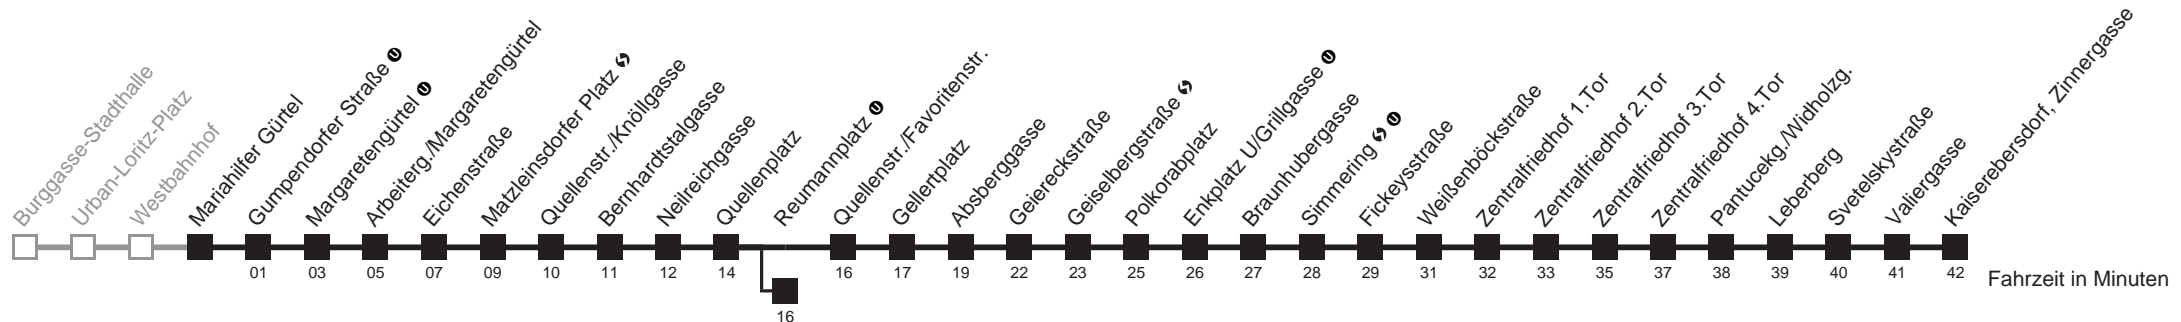 Burggasse-Stadthalle
Urban-Loritz-Platz
Westbahnhof
Mariahilfer Gürtel
Gumpendorfer Straße U
Margaretengürtel U
Arbeiterg./Margaretengürtel
Eichenstraße
Matzleinsdorfer Platz S
Quellenstr./Knöllgasse
Bernhardtstalgasse
Neilreichgasse
Quellenplatz
Reumannplatz U
Quellenstr./Favoritenstr.
Gellertplatz
Absberggasse
Geiereckstraße
Geiselbergstraße S
Polkorabplatz
Enkplatz U/Grillgasse U
Braunhubergasse
Simmering S U
Fickeysstraße
Weißenböckstraße
Zentralfriedhof 1.Tor
Zentralfriedhof 2.Tor
Zentralfriedhof 3.Tor
Zentralfriedhof 4.Tor
Pantucekg./Widholzg.
Leberberg
Svetelskystraße
Valiergasse
Kaiserebersdorf, Zinnergasse
01 03 05 07 09 10 11 12 14 16 17 19 22 23 25 26 27 28 29 31 32 33 35 37 38 39 40 41 42
Fahrzeit in Minuten
16